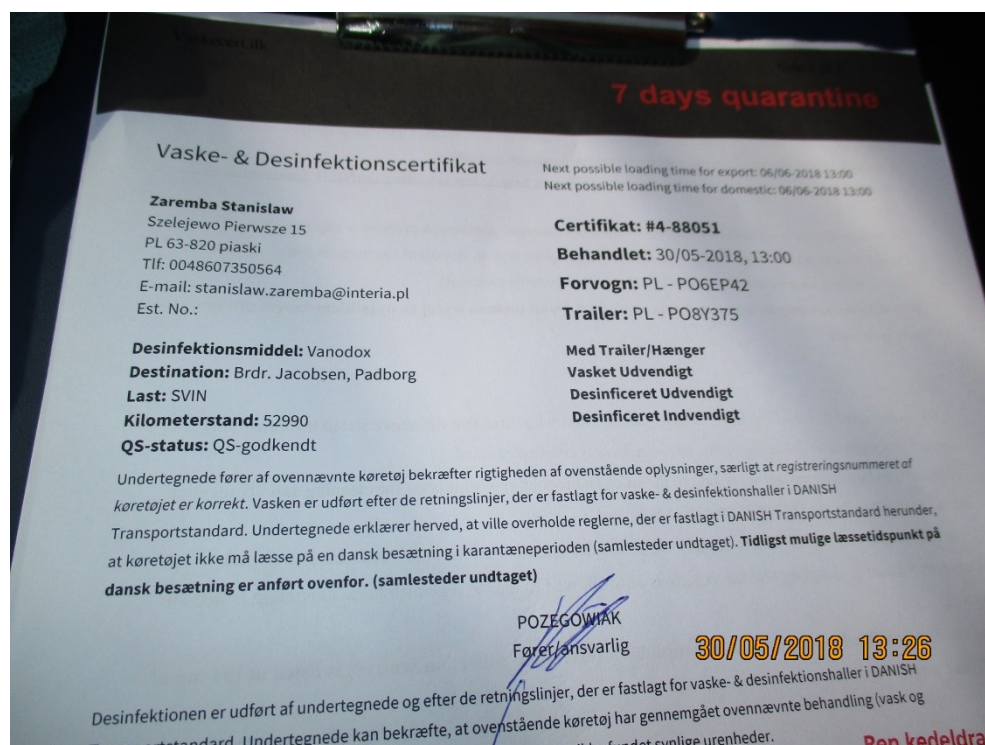 Vaskecert.dk
7 days quarantine
Vaske- & Desinfektionscertifikat
Next possible loading time for export: 06/06-2018 13:00
Next possible loading time for domestic: 06/06-2018 13:00
Zaremba Stanislaw
Szelejewo Pierwsze 15
PL 63-820 piaski
Tlf: 0048607350564
E-mail: stanislaw.zaremba@interia.pl
Est. No.:
Certifikat: #4-88051
Behandlet: 30/05-2018, 13:00
Forvogn: PL - PO6EP42
Trailer: PL - PO8Y375
Desinfektionsmiddel: Vanodox
Destination: Brdr. Jacobsen, Padborg
Last: SVIN
Kilometerstand: 52990
QS-status: QS-godkendt
Med Trailer/Hænger
Vasket Udvendigt
Desinficeret Udvendigt
Desinficeret Indvendigt
Undertegnede fører af ovennævnte køretøj bekræfter rigtigheden af ovenstående oplysninger, særligt at registreringsnummeret af
køretøjet er korrekt. Vasken er udført efter de retningslinjer, der er fastlagt for vaske- & desinfektionshaller i DANISH
Transportstandard. Undertegnede erklærer herved, at ville overholde reglerne, der er fastlagt i DANISH Transportstandard herunder,
at køretøjet ikke må læsse på en dansk besætning i karantæneperioden (samlesteder undtaget). Tidligst mulige læssetidspunkt på
dansk besætning er anført ovenfor. (samlesteder undtaget)
POZEGOWIAK
Fører/ansvarlig
30/05/2018 13:26
Desinfektionen er udført af undertegnede og efter de retningslinjer, der er fastlagt for vaske- & desinfektionshaller i DANISH
Undertegnede kan bekræfte, at ovenstående køretøj har gennemgået ovennævnte behandling (vask og
synlige urenheder.